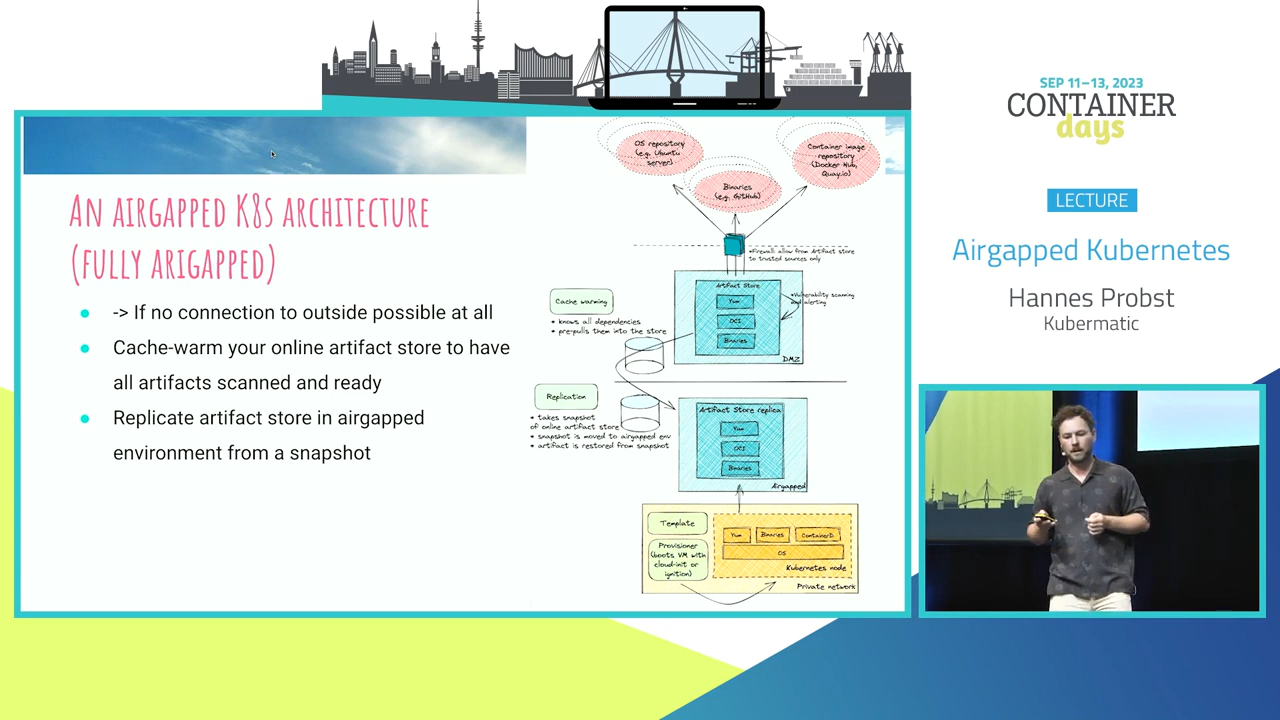 SEP 11–13, 2023
CONTAINER
days
LECTURE
Airgapped Kubernetes
Hannes Probst
Kubermatic
AN AIRGAPPED K8S ARCHITECTURE
(FULLY ARIGAPPED)
-> If no connection to outside possible at all
Cache-warm your online artifact store to have
all artifacts scanned and ready
Replicate artifact store in airgapped
environment from a snapshot
OS repository
(e.g. Ubuntu
server)
Binaries
(e.g. GitHub)
Container image
repository
(Docker Hub,
Quay.io)
*Firewall: allow from Artifact store
to trusted sources only
Artifact Store
Yum
OCI
Binaries
DMZ
*Vulnerability scanning
and alerting
Cache warming
* knows all dependencies
* pre-pulls them into the store
Replication
* takes snapshot
of online artifact store
* snapshot is moved to airgapped env
* artifact is restored from snapshot
Artifact Store replica
Yum
OCI
Binaries
Airgapped
Template
Provisioner
(boots VM with
cloud-init or
ignition)
Yum
Binaries
ContainerD
OS
Kubernetes node
Private network